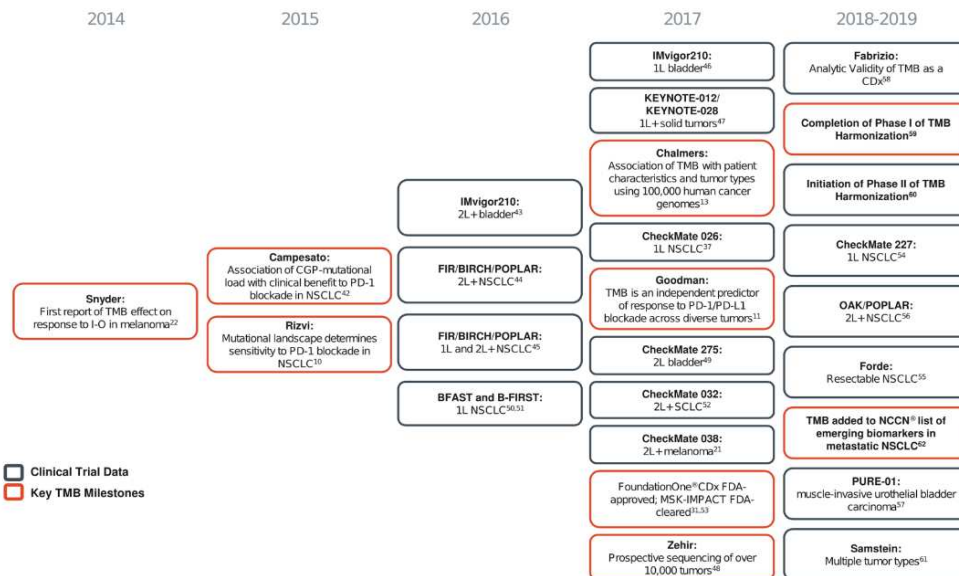 2014
2015
2016
2017
2018-2019
Snyder:
First report of TMB effect on
response to I-O in melanoma22
Campesato:
Association of CGP-mutational
load with clinical benefit to PD-1
blockade in NSCLC42
Rizvi:
Mutational landscape determines
sensitivity to PD-1 blockade in
NSCLC10
IMvigor210:
2L+ bladder43
FIR/BIRCH/POPLAR:
2L+ NSCLC44
FIR/BIRCH/POPLAR:
1L and 2L+ NSCLC45
BFAST and B-FIRST:
1L NSCLC50,51
IMvigor210:
1L bladder46
KEYNOTE-012/
KEYNOTE-028
1L+ solid tumors47
Chalmers:
Association of TMB with patient
characteristics and tumor types
using 100,000 human cancer
genomes13
CheckMate 026:
1L NSCLC37
Goodman:
TMB is an independent predictor
of response to PD-1/PD-L1
blockade across diverse tumors11
CheckMate 275:
2L bladder49
CheckMate 032:
2L+ SCLC52
CheckMate 038:
2L+ melanoma21
FoundationOne®CDx FDA-
approved; MSK-IMPACT FDA-
cleared31,53
Zehir:
Prospective sequencing of over
10,000 tumors48
Fabrizio:
Analytic Validity of TMB as a
CDx58
Completion of Phase I of TMB
Harmonization59
Initiation of Phase II of TMB
Harmonization60
CheckMate 227:
1L NSCLC54
OAK/POPLAR:
2L+ NSCLC56
Forde:
Resectable NSCLC55
TMB added to NCCN® list of
emerging biomarkers in
metastatic NSCLC62
PURE-01:
muscle-invasive urothelial bladder
carcinoma57
Samstein:
Multiple tumor types61
Clinical Trial Data
Key TMB Milestones